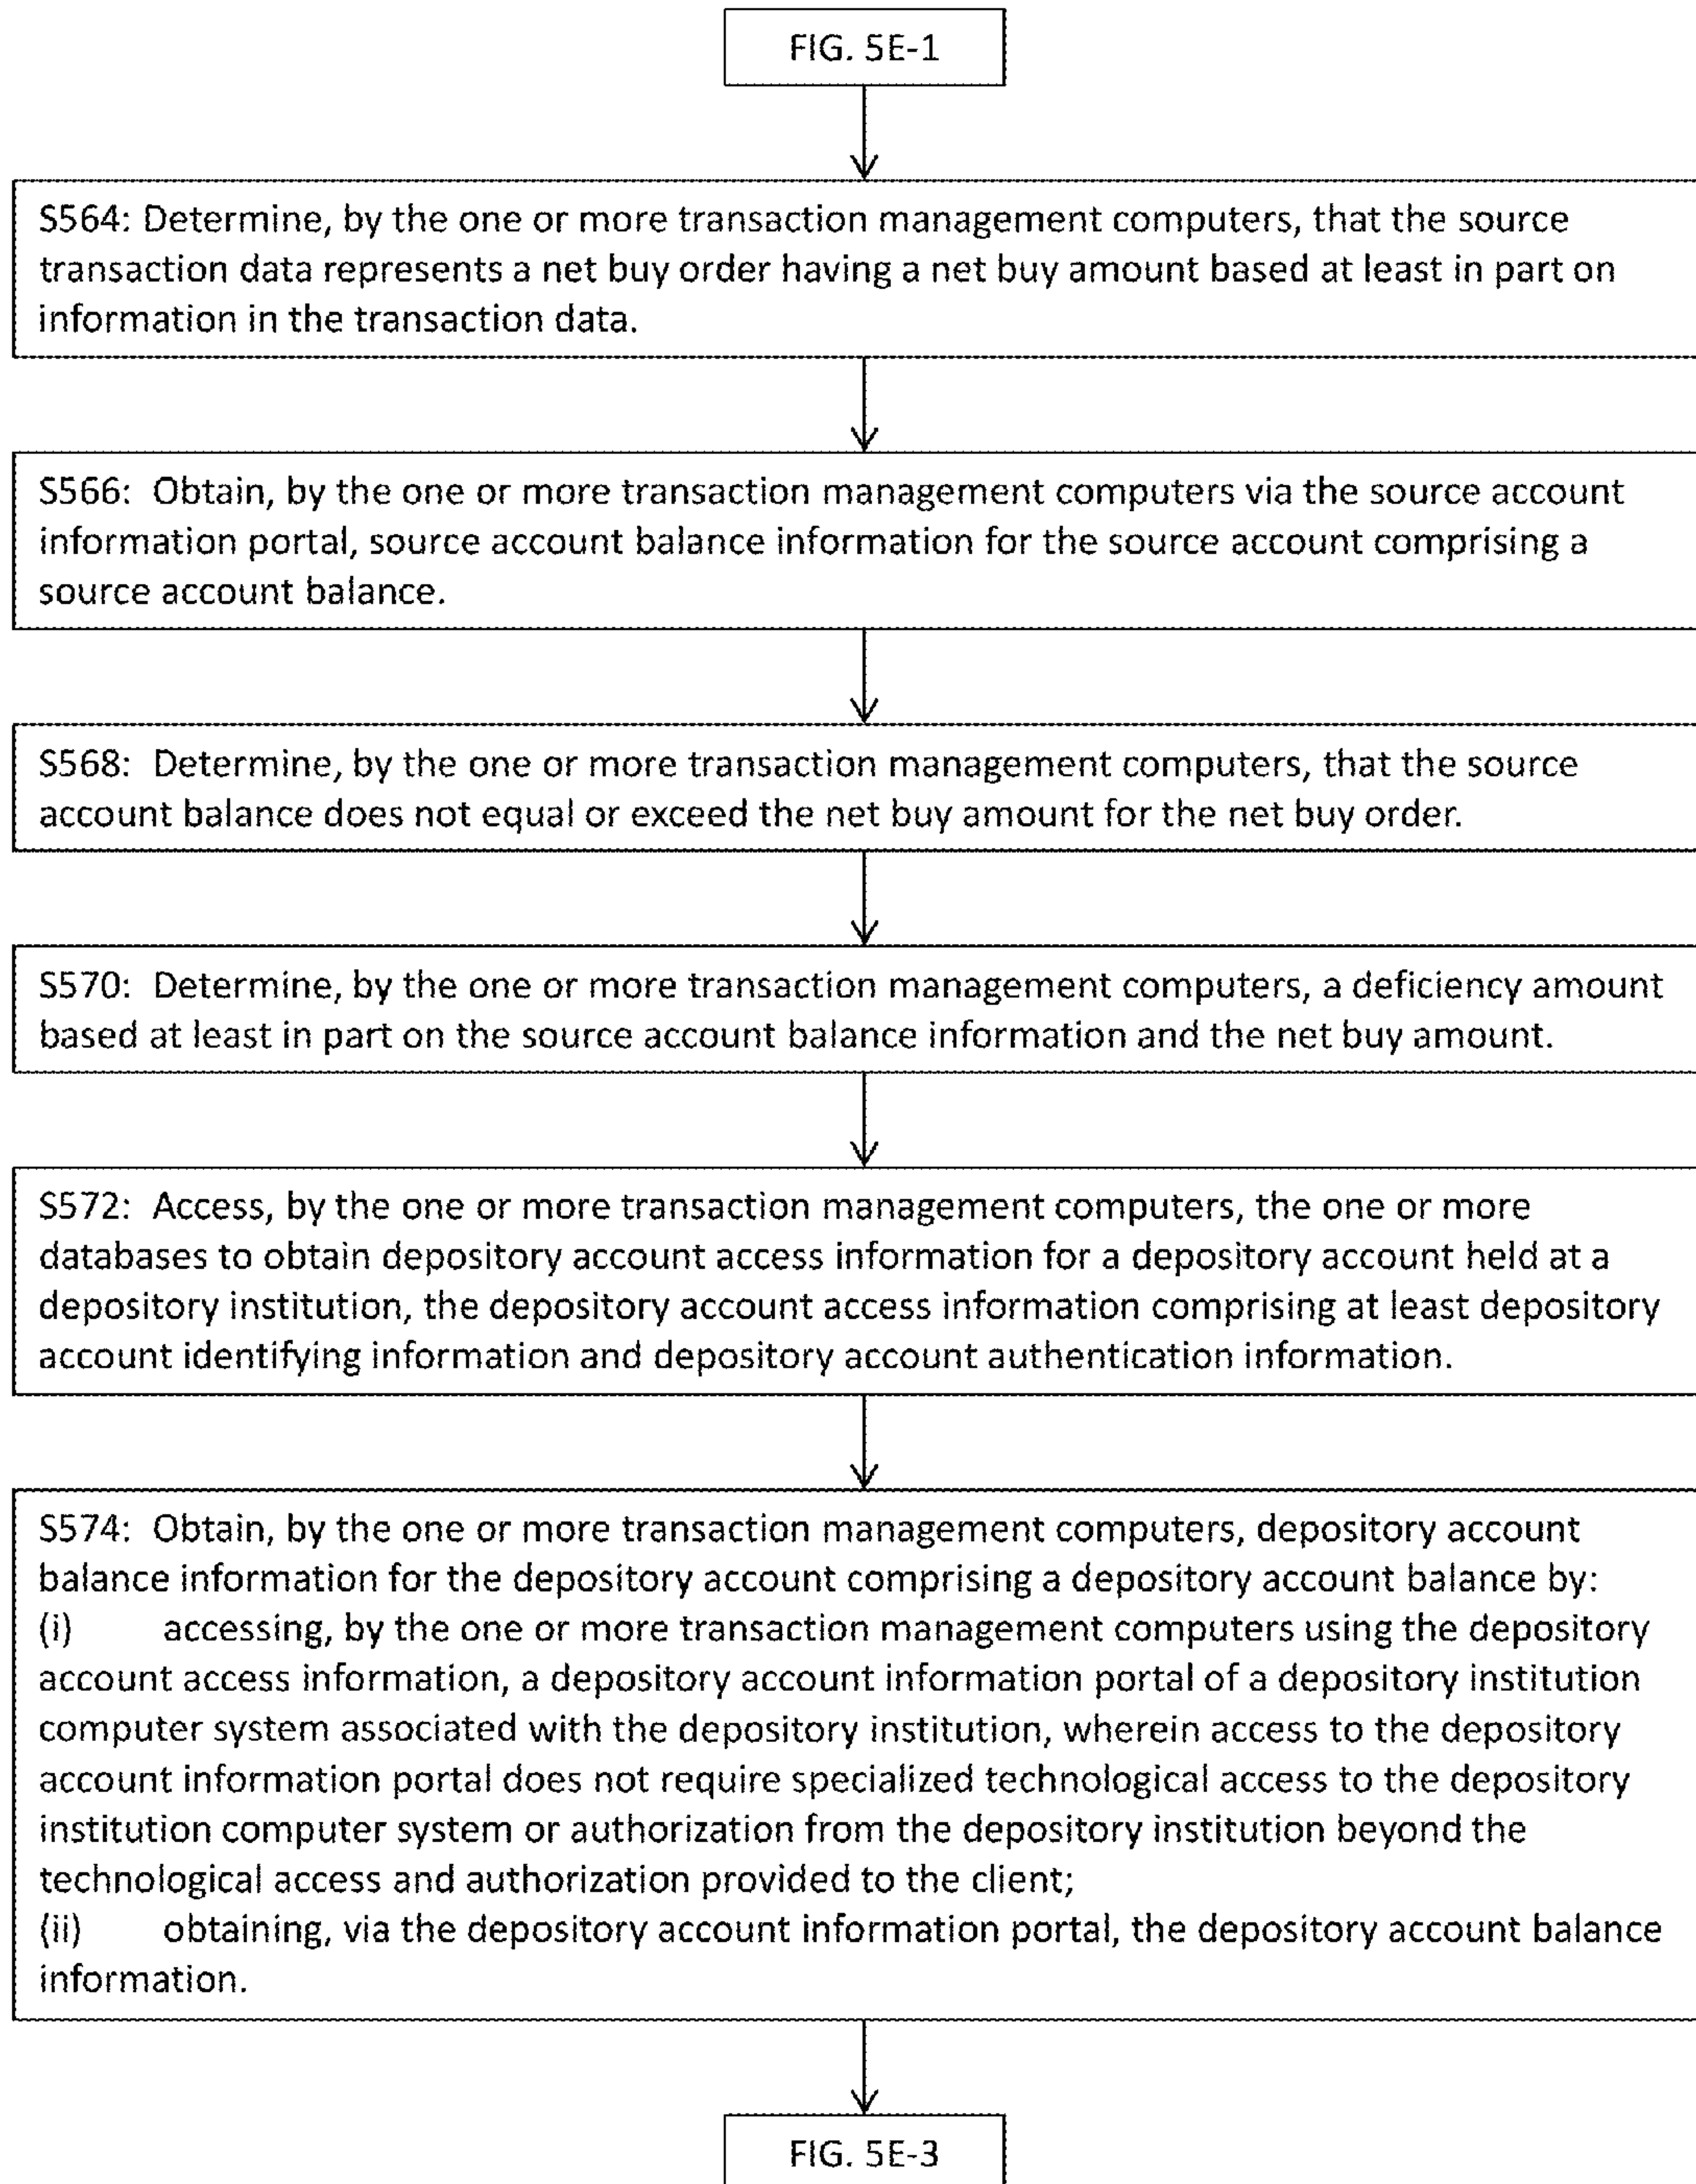 FIG. 5E-1
S564: Determine, by the one or more transaction management computers, that the source
transaction data represents a net buy order having a net buy amount based at least in part on
information in the transaction data.
S566: Obtain, by the one or more transaction management computers via the source account
information portal, source account balance information for the source account comprising a
source account balance.
S568: Determine, by the one or more transaction management computers, that the source
account balance does not equal or exceed the net buy amount for the net buy order.
S570: Determine, by the one or more transaction management computers, a deficiency amount
based at least in part on the source account balance information and the net buy amount.
S572: Access, by the one or more transaction management computers, the one or more
databases to obtain depository account access information for a depository account held at a
depository institution, the depository account access information comprising at least depository
account identifying information and depository account authentication information.
S574: Obtain, by the one or more transaction management computers, depository account
balance information for the depository account comprising a depository account balance by:
(i) accessing, by the one or more transaction management computers using the depository
account access information, a depository account information portal of a depository institution
computer system associated with the depository institution, wherein access to the depository
account information portal does not require specialized technological access to the depository
institution computer system or authorization from the depository institution beyond the
technological access and authorization provided to the client;
(ii) obtaining, via the depository account information portal, the depository account balance
information.
FIG. 5E-3